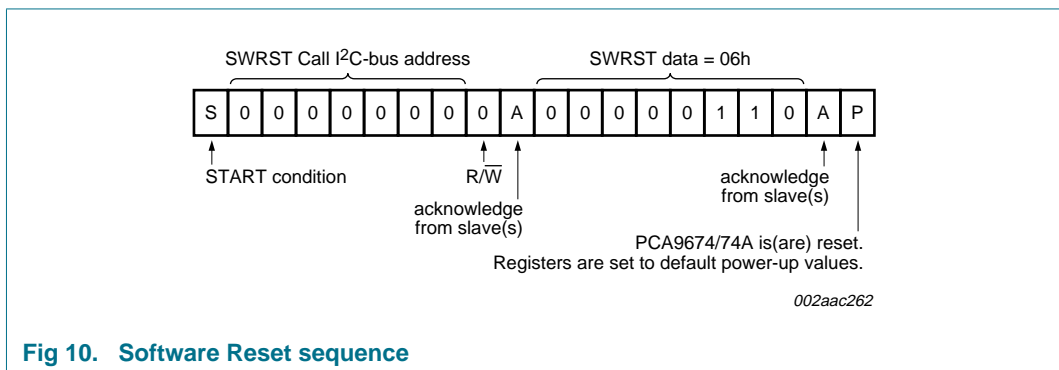 SWRST Call I²C-bus address SWRST data = 06h
S 0 0 0 0 0 0 0 0 A 0 0 0 0 0 1 1 0 A P
START condition R/W̅ acknowledge
acknowledge from slave(s)
from slave(s)
PCA9674/74A is(are) reset.
Registers are set to default power-up values.
002aac262
Fig 10. Software Reset sequence